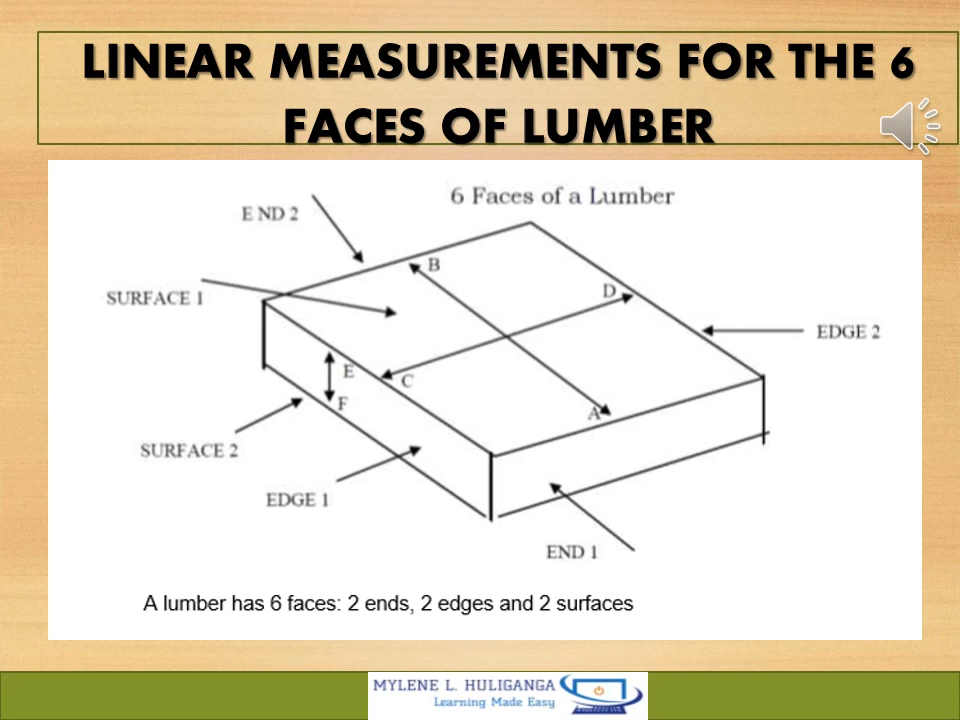 LINEAR MEASUREMENTS FOR THE 6
FACES OF LUMBER
6 Faces of a Lumber
E ND 2
B
SURFACE 1
D
EDGE 2
E
C
F
A
SURFACE 2
EDGE 1
END 1
A lumber has 6 faces: 2 ends, 2 edges and 2 surfaces
MYLENE L. HULIGANGA
Learning Made Easy